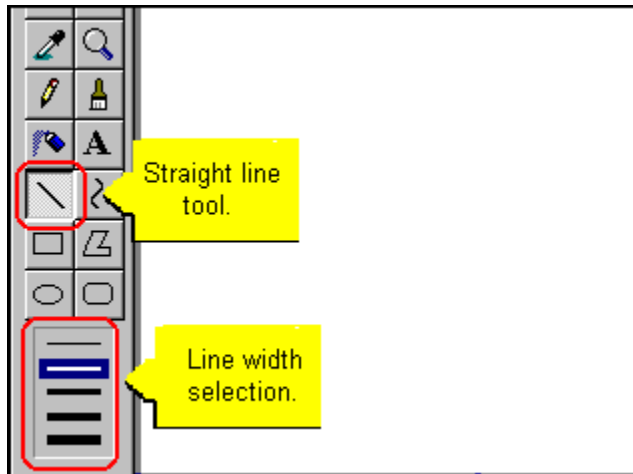 A
Straight line
tool.
Line width
selection.